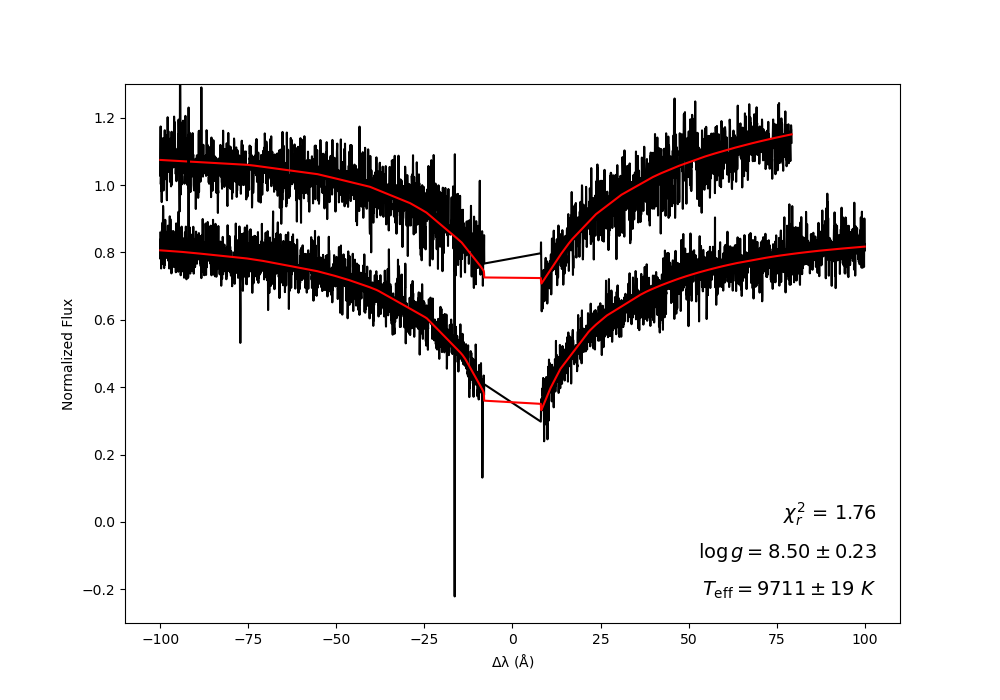 1.2
1.0
0.8
0.6
0.4
0.2
0.0
−0.2
Normalized Flux
χ²ᵣ = 1.76
log g = 8.50 ± 0.23
T_eff = 9711 ± 19 K
−100 −75 −50 −25 0 25 50 75 100
Δλ (Å)